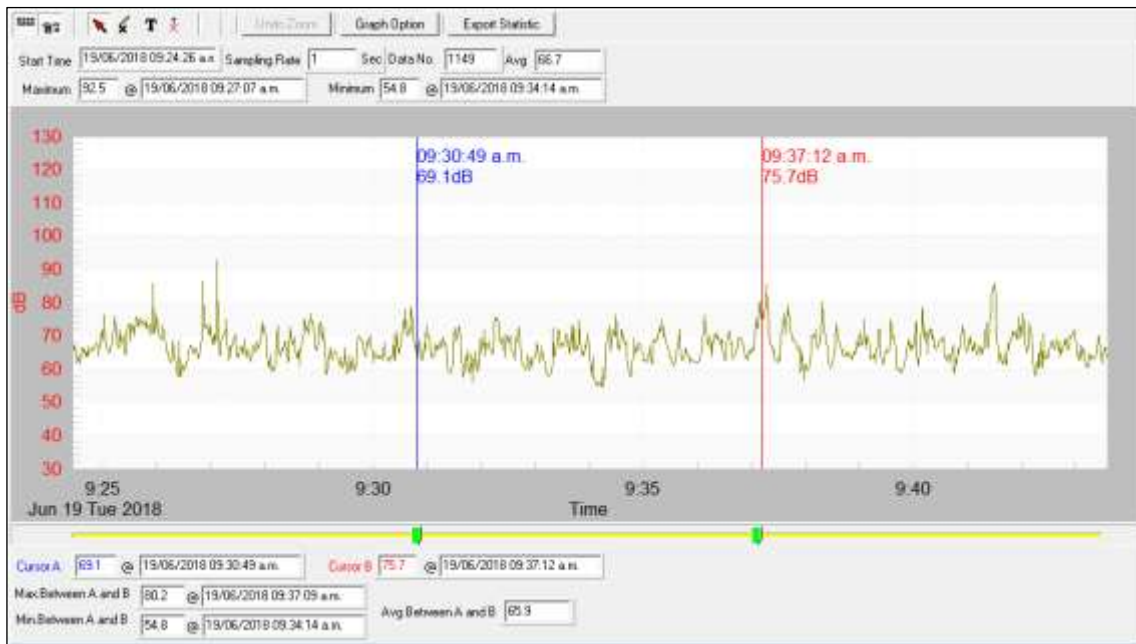 T Undo Zoom Graph Option Export Statistic
Start Time 19/06/2018 09:24:26 a.m. Sampling Rate 1 Sec Data No. 1149 Avg 66.7
Maximum 92.5 @ 19/06/2018 09:27:07 a.m. Minimum 54.8 @ 19/06/2018 09:34:14 a.m.
130
120
110
100
90
80
70
60
50
40
30
dB
09:30:49 a.m.
69.1dB
09:37:12 a.m.
75.7dB
9:25 9:30 9:35 9:40
Jun 19 Tue 2018 Time
Cursor A 69.1 @ 19/06/2018 09:30:49 a.m. Cursor B 75.7 @ 19/06/2018 09:37:12 a.m.
Max.Between A and B 80.2 @ 19/06/2018 09:37:09 a.m.
Min.Between A and B 54.8 @ 19/06/2018 09:34:14 a.m.
Avg.Between A and B 65.9